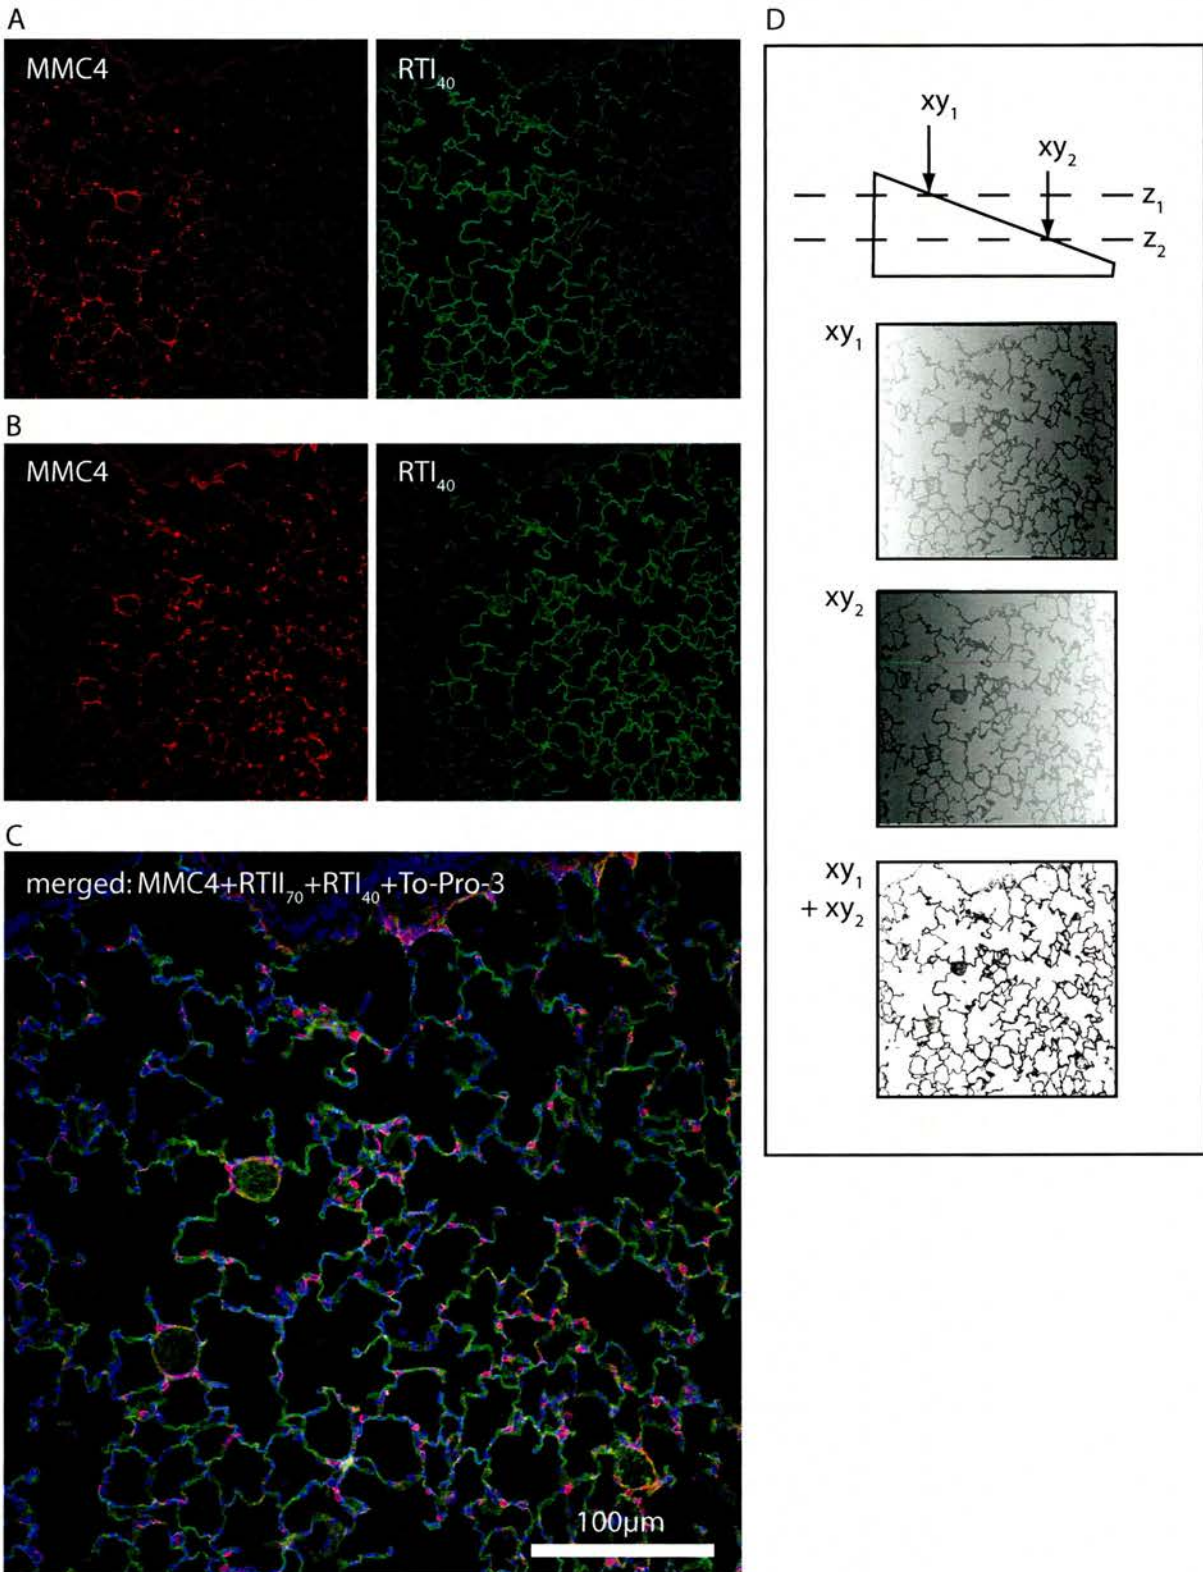 A
MMC4
RTI₄₀
B
MMC4
RTI₄₀
C
merged: MMC4+RTII₇₀+RTI₄₀+To-Pro-3
100µm
D
xy₁
xy₂
z₁
z₂
xy₁
xy₂
xy₁
+ xy₂